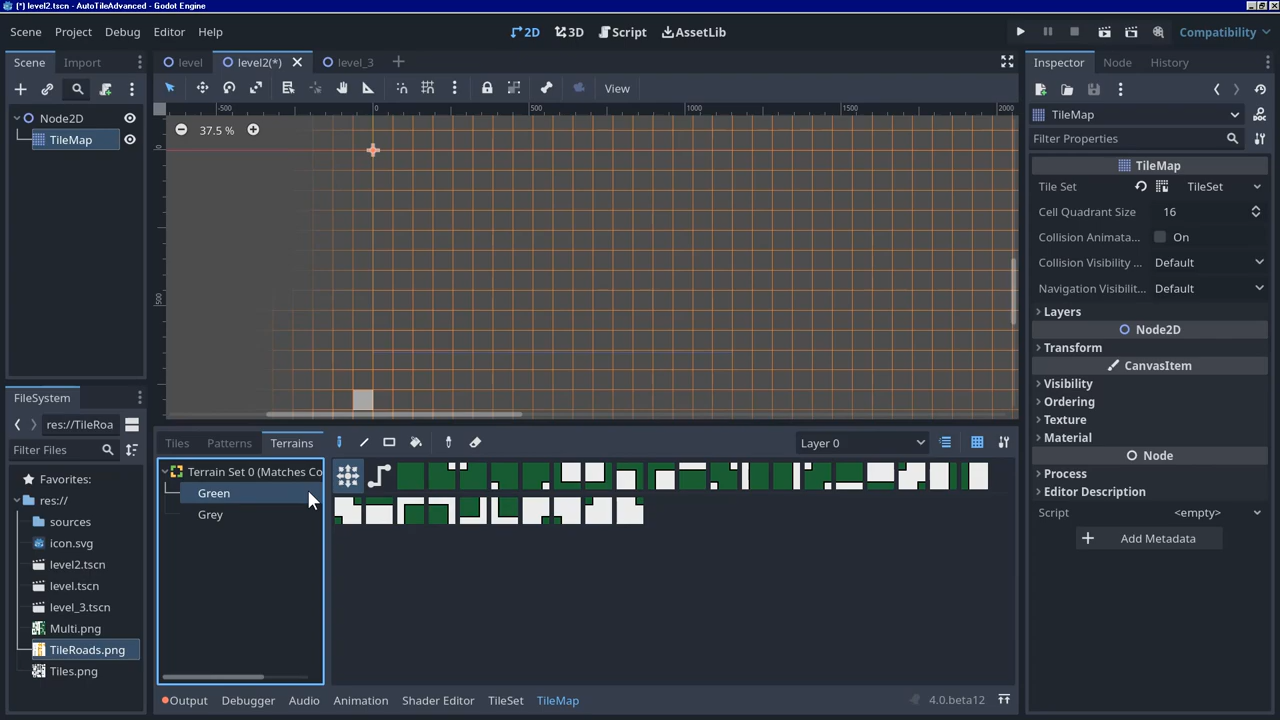 (*) level2.tscn - AutoTileAdvanced - Godot Engine
Scene Project Debug Editor Help
2D 3D Script AssetLib
Compatibility
Scene Import
level level2(*) level_3
Inspector Node History
Node2D
TileMap
View
-500 0 500 1000 1500 2000
37.5 %
0
500
TileMap
Filter Properties
TileMap
Tile Set TileSet
Cell Quadrant Size 16
Collision Animata... On
Collision Visibility ... Default
Navigation Visibilit... Default
Layers
Node2D
Transform
CanvasItem
Visibility
Ordering
Texture
Material
Node
Process
Editor Description
Script <empty>
Add Metadata
FileSystem
res://TileRoa
Filter Files
Favorites:
res://
sources
icon.svg
level2.tscn
level.tscn
level_3.tscn
Multi.png
TileRoads.png
Tiles.png
Tiles Patterns Terrains
Layer 0
Terrain Set 0 (Matches Co
Green
Grey
Output Debugger Audio Animation Shader Editor TileSet TileMap
4.0.beta12